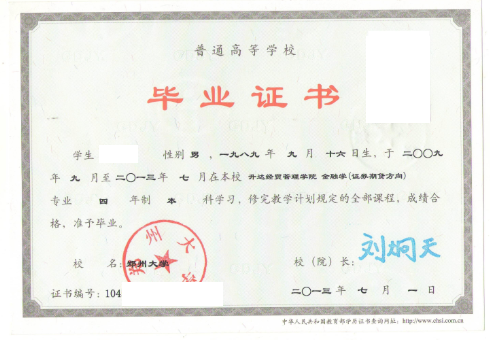 普通高等学校
毕业证书
学生 性别 男 ，一九八九年 九 月 十六日生，于 二〇〇九
年 九 月至二〇一三年 七 月在本校 升达经贸管理学院 金融学(证券期货方向)
专业 四 年制 本 科学习，修完教学计划规定的全部课程，成绩合
格，准予毕业。
郑州大学
校 名：郑州大学 校（院）长：刘炯天
证书编号：104 二〇一三年 七 月 一 日
中华人民共和国教育部学历证书查询网址：http://www.chsi.com.cn